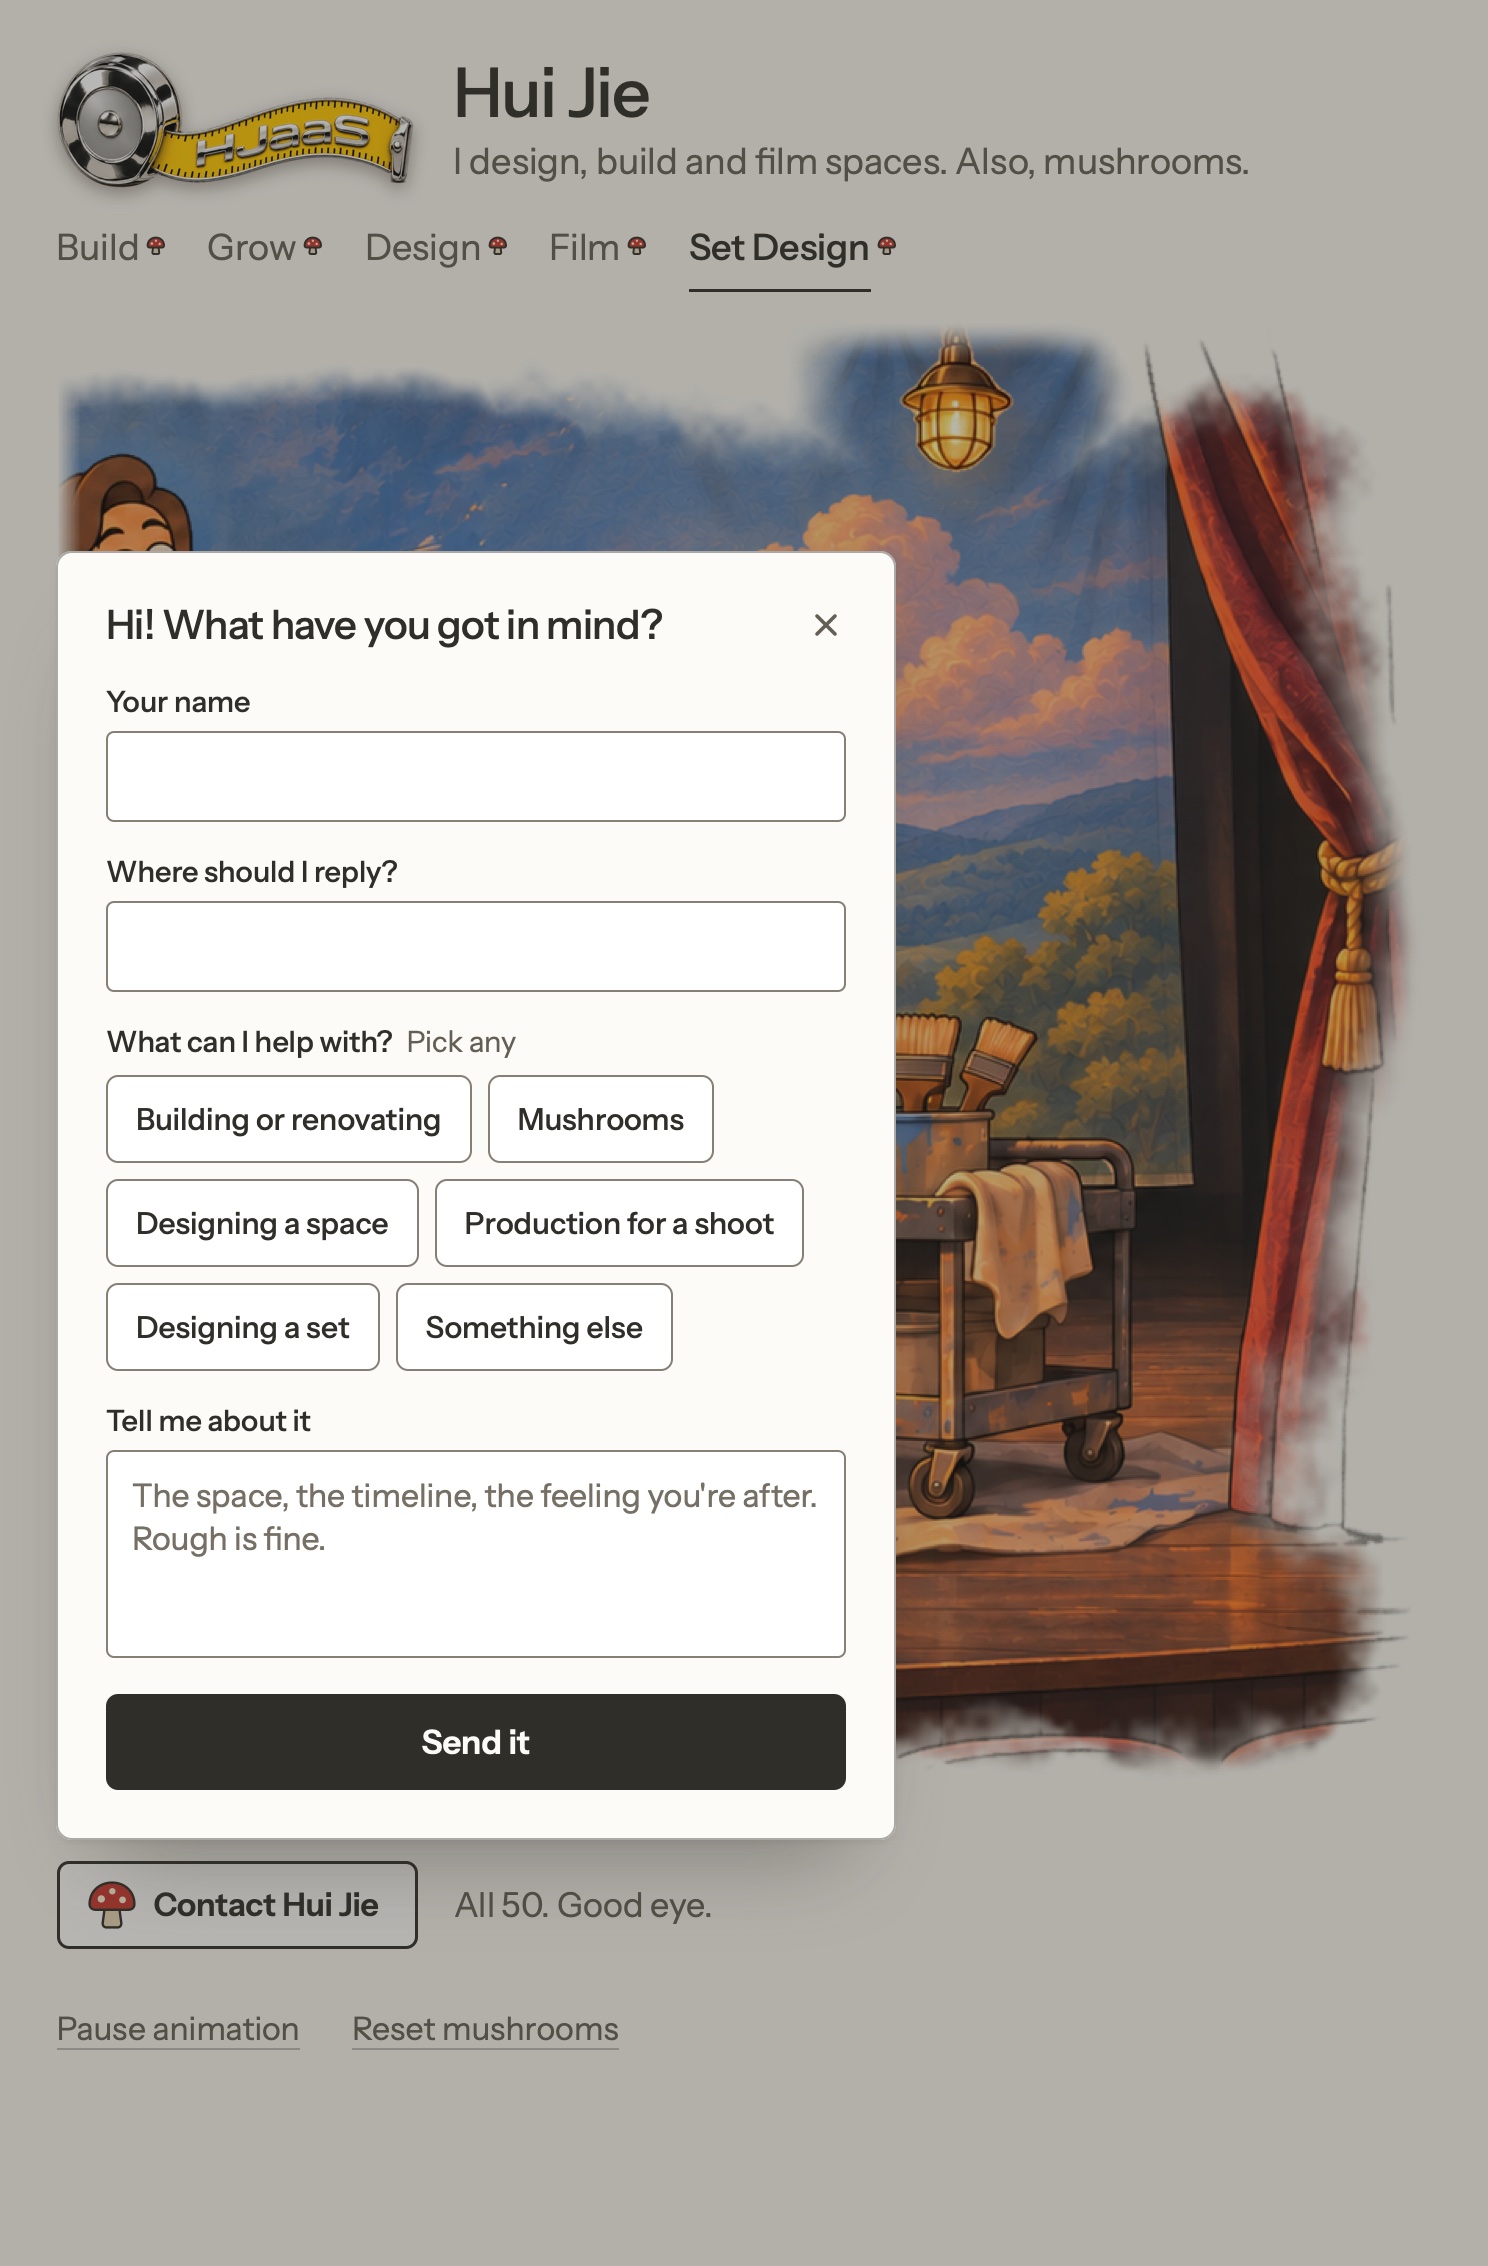 HJaaS
Hui Jie
I design, build and film spaces. Also, mushrooms.
Build Grow Design Film Set Design
Hi! What have you got in mind?
Your name
Where should I reply?
What can I help with? Pick any
Building or renovating Mushrooms
Designing a space Production for a shoot
Designing a set Something else
Tell me about it
The space, the timeline, the feeling you're after.
Rough is fine.
Send it
Contact Hui Jie All 50. Good eye.
Pause animation Reset mushrooms